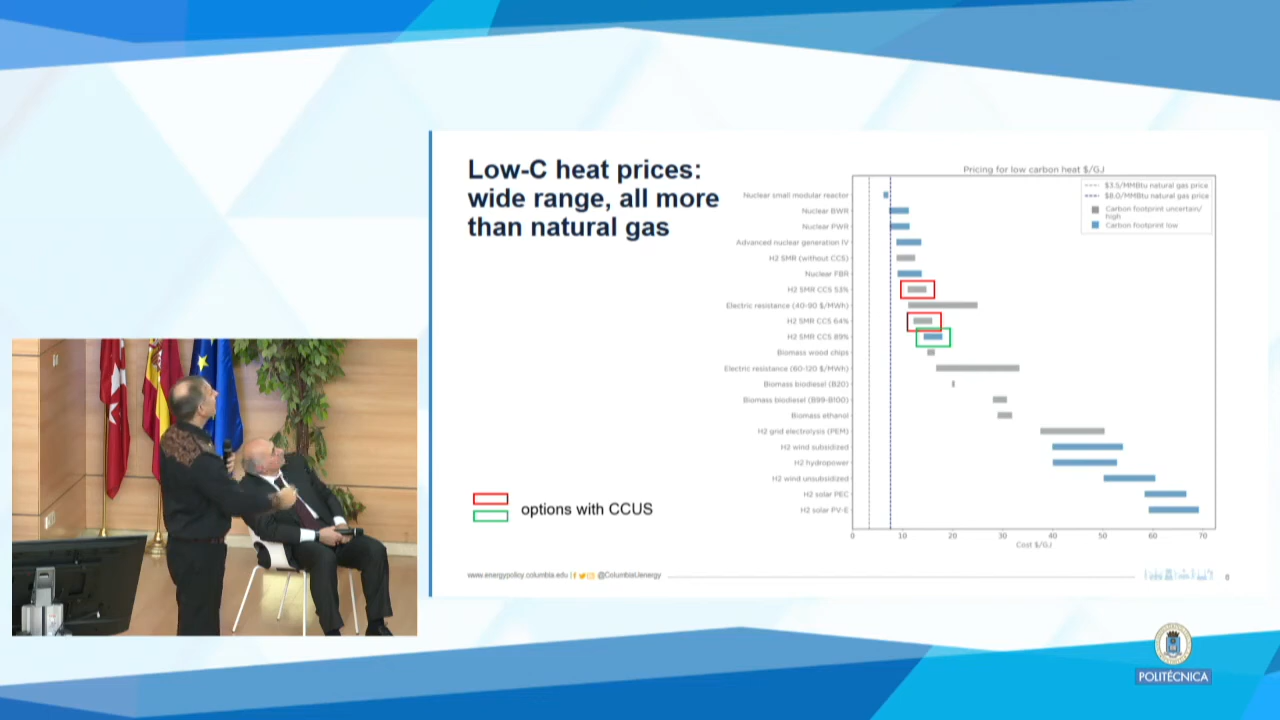 Low-C heat prices:
wide range, all more
than natural gas
Pricing for low carbon heat $/GJ
$3.5/MMBtu natural gas price
$8.0/MMBtu natural gas price
Carbon footprint uncertain/
high
Carbon footprint low
Nuclear small modular reactor
Nuclear BWR
Nuclear PWR
Advanced nuclear generation IV
H2 SMR (without CCS)
Nuclear FBR
H2 SMR CCS 53%
Electric resistance (40-90 $/MWh)
H2 SMR CCS 64%
H2 SMR CCS 89%
Biomass wood chips
Electric resistance (60-120 $/MWh)
Biomass biodiesel (B20)
Biomass biodiesel (B99-B100)
Biomass ethanol
H2 grid electrolysis (PEM)
H2 wind subsidized
H2 hydropower
H2 wind unsubsidized
H2 solar PEC
H2 solar PV-E
0 10 20 30 40 50 60 70
Cost $/GJ
options with CCUS
www.energypolicy.columbia.edu | @ColumbiaUenergy
8
POLITÉCNICA